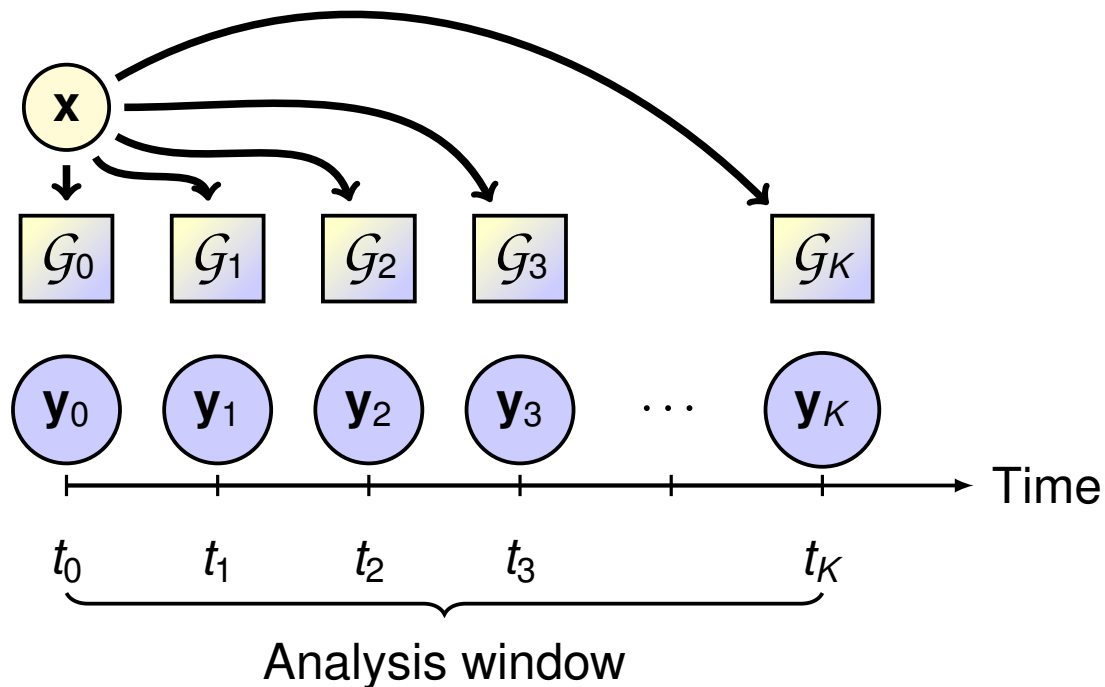 x
𝒢0 𝒢1 𝒢2 𝒢3 𝒢K
y0 y1 y2 y3 ··· yK
Time
t0 t1 t2 t3 tK
Analysis window